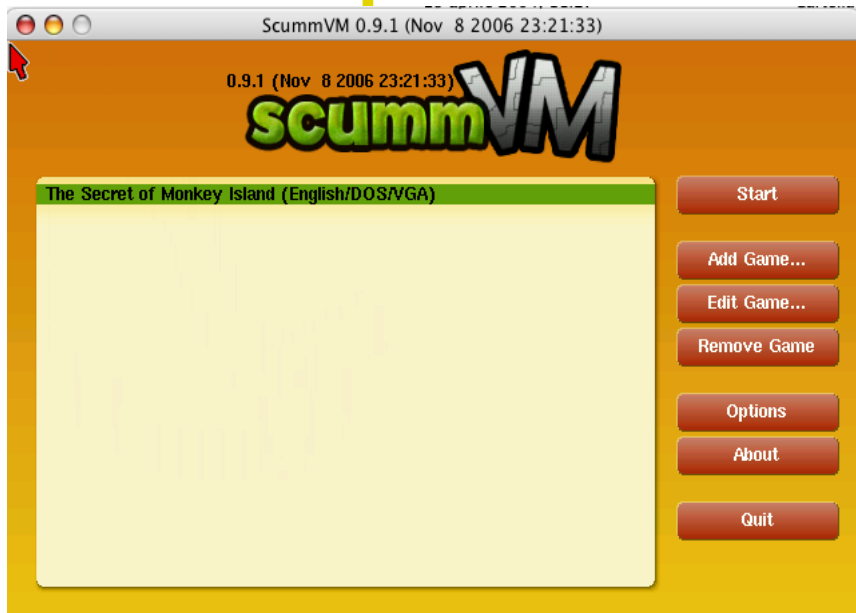 ScummVM 0.9.1 (Nov 8 2006 23:21:33)
0.9.1 (Nov 8 2006 23:21:33)
scummVM
The Secret of Monkey Island (English/DOS/VGA)
Start
Add Game...
Edit Game...
Remove Game
Options
About
Quit